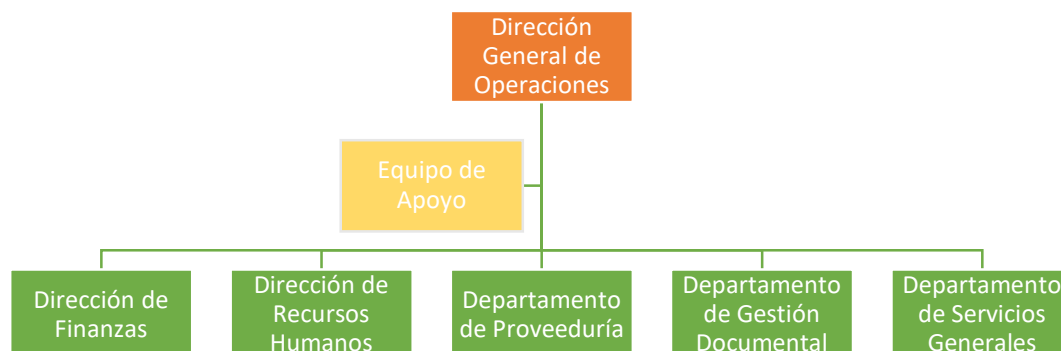 Dirección
General de
Operaciones
Equipo de
Apoyo
Dirección de
Finanzas
Dirección de
Recursos
Humanos
Departamento
de Proveeduría
Departamento
de Gestión
Documental
Departamento
de Servicios
Generales